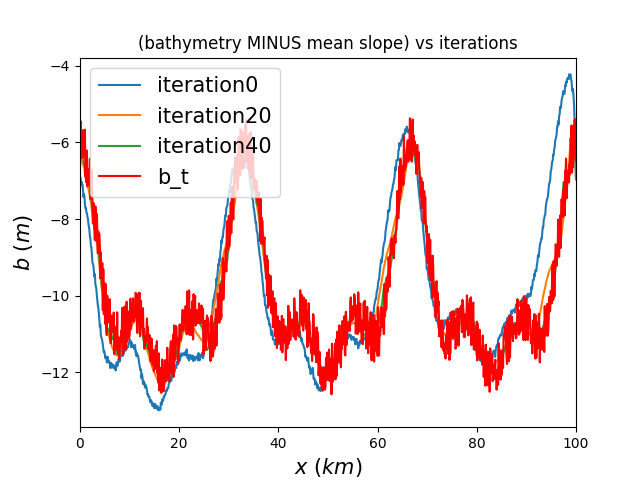 (bathymetry MINUS mean slope) vs iterations
iteration0
iteration20
iteration40
b_t
b (m)
−4
−6
−8
−10
−12
0 20 40 60 80 100
x (km)